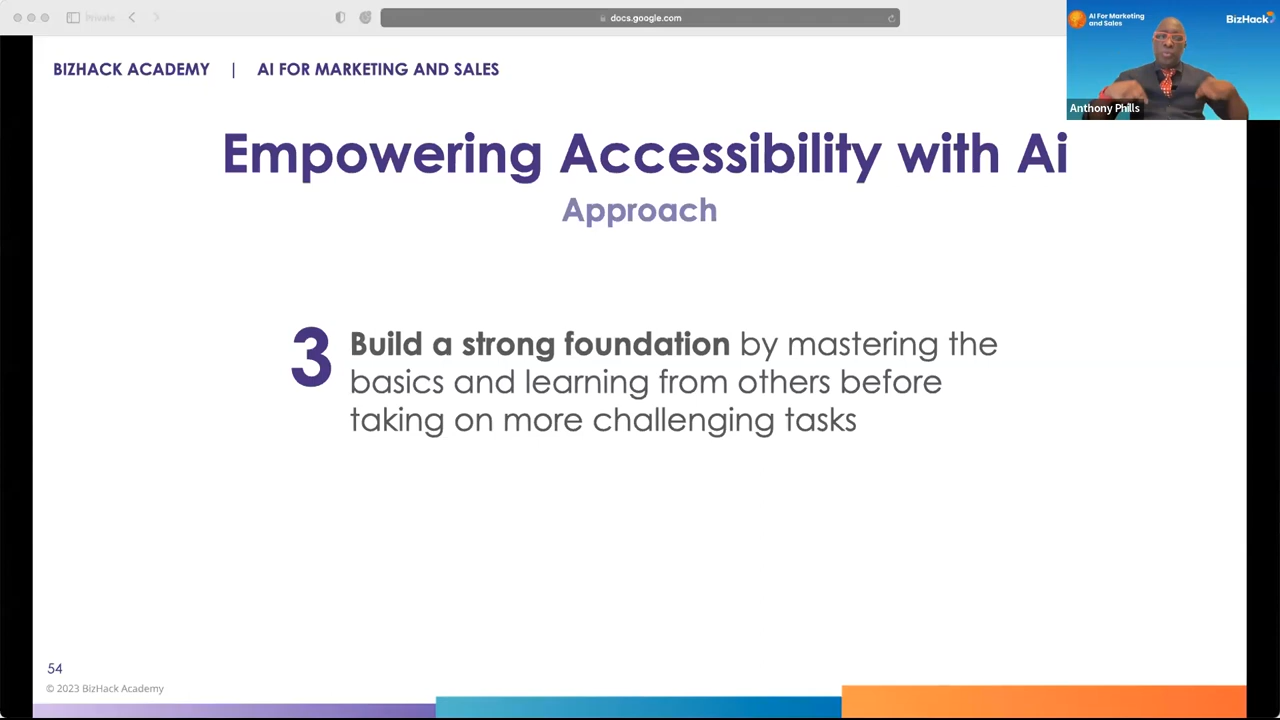 Private
docs.google.com
AI For Marketing
and Sales
BizHack
Anthony Phills
BIZHACK ACADEMY | AI FOR MARKETING AND SALES
Empowering Accessibility with Ai
Approach
3
Build a strong foundation by mastering the
basics and learning from others before
taking on more challenging tasks
54
© 2023 BizHack Academy